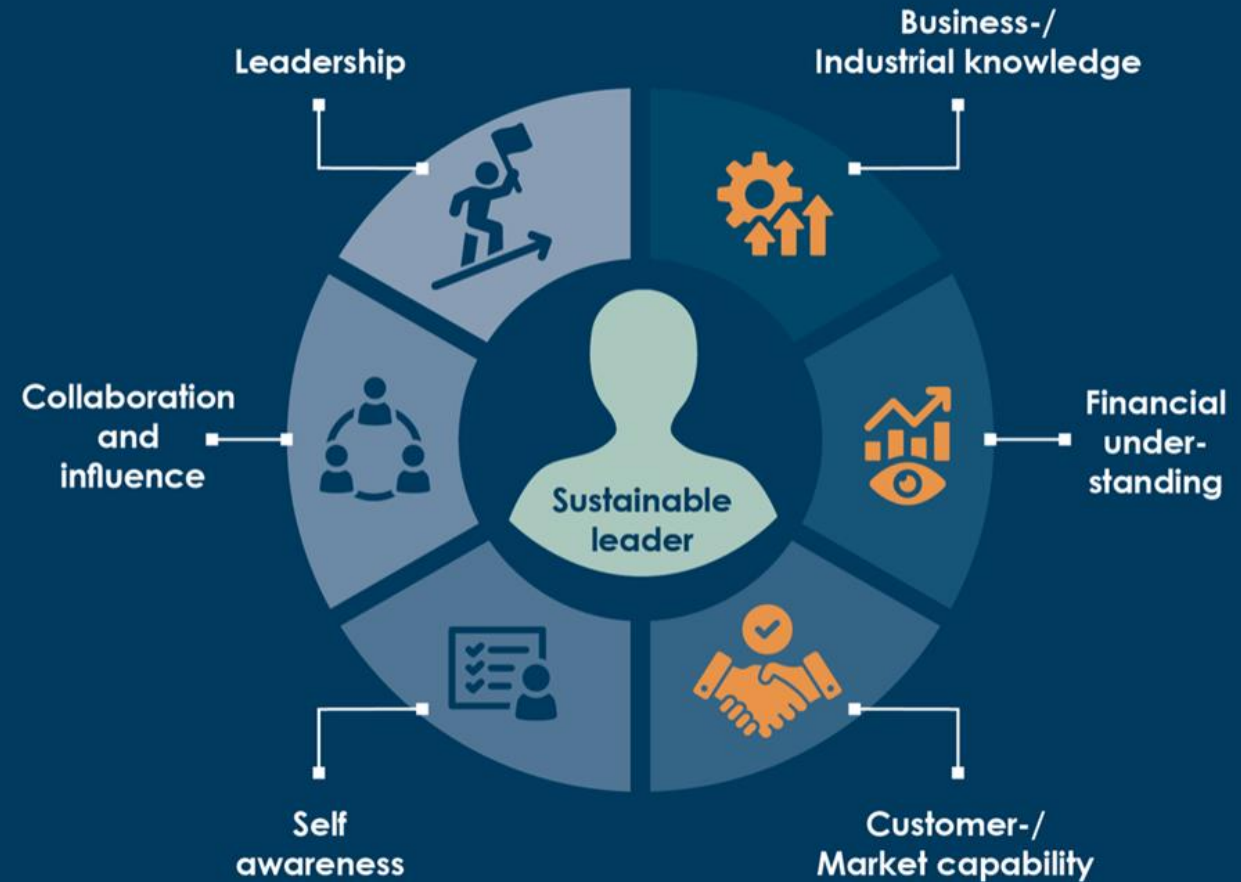 Leadership
Business-/
Industrial knowledge
Collaboration
and
influence
Financial
under-
standing
Sustainable
leader
Self
awareness
Customer-/
Market capability